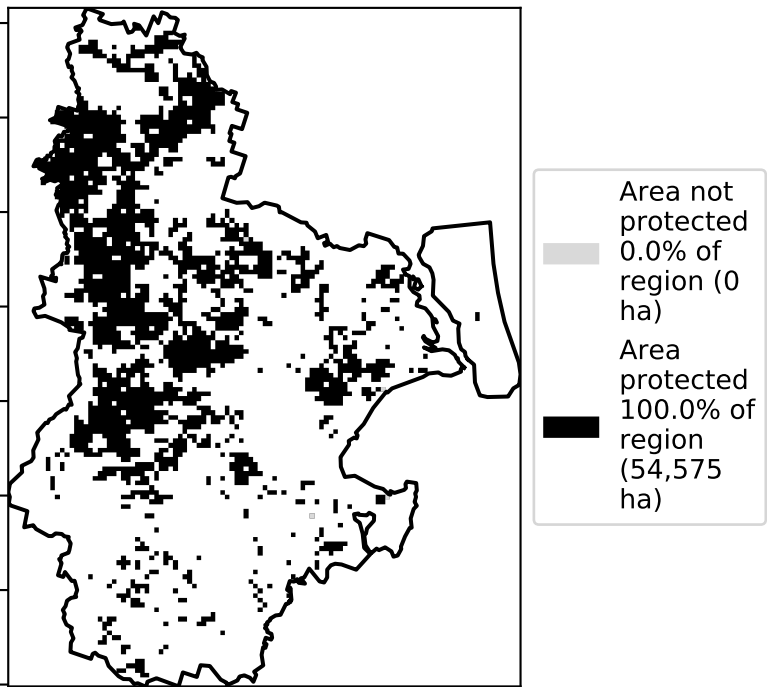 Area not
protected
0.0% of
region (0
ha)
Area
protected
100.0% of
region
(54,575
ha)